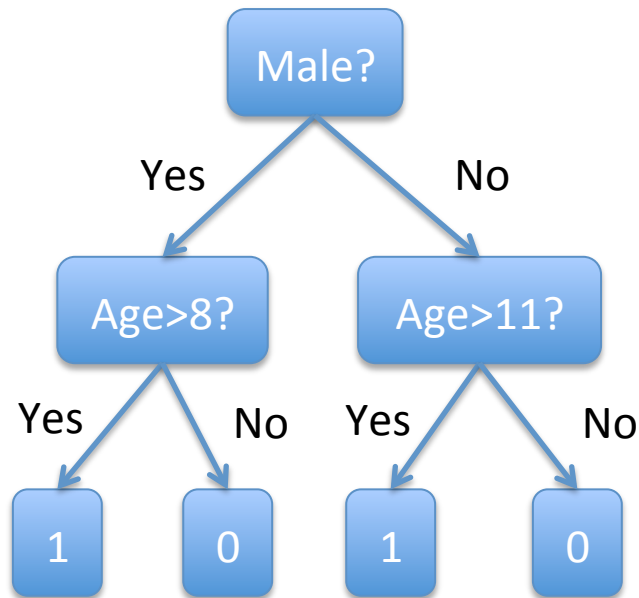 Male?
Yes
No
Age>8?
Age>11?
Yes
No
Yes
No
1
0
1
0